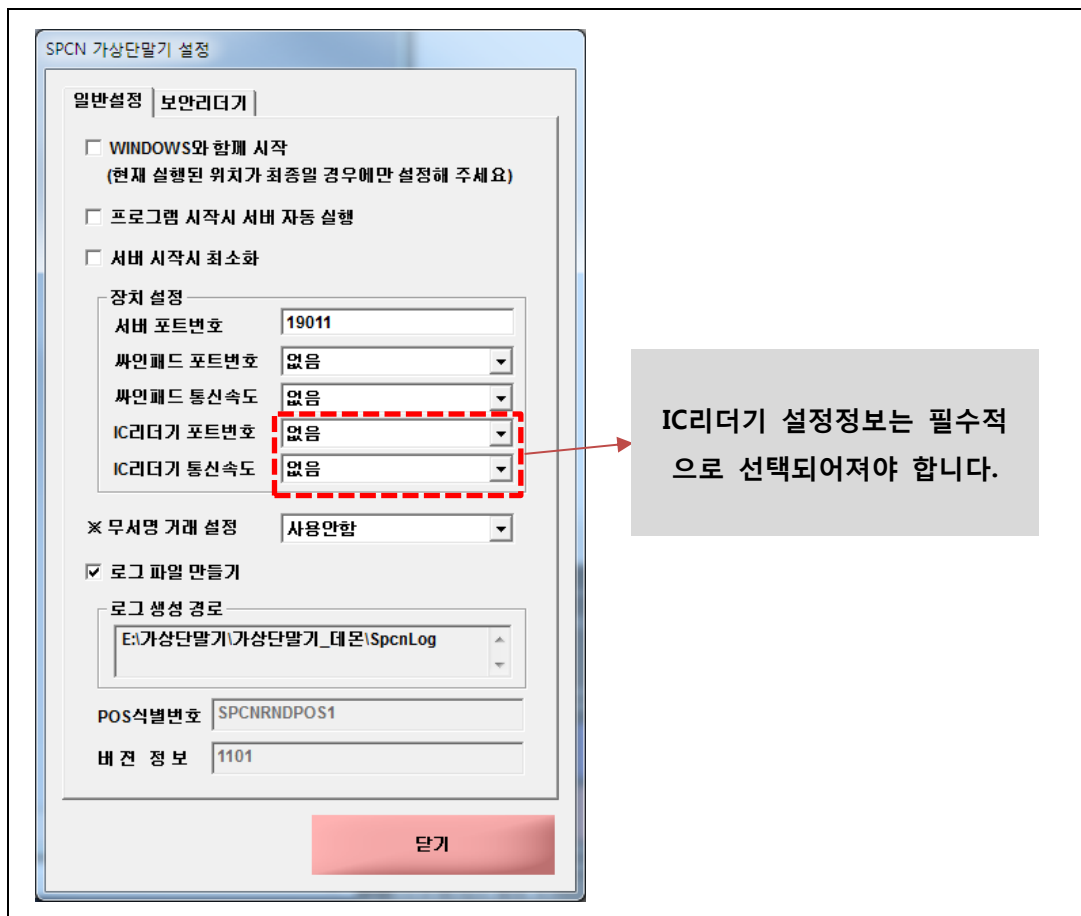 SPCN 가상단말기 설정
일반설정 보안리더기
WINDOWS와 함께 시작
(현재 실행된 위치가 최종일 경우에만 설정해 주세요)
프로그램 시작시 서버 자동 실행
서버 시작시 최소화
장치 설정
서버 포트번호 19011
싸인패드 포트번호 없음
싸인패드 통신속도 없음
IC리더기 포트번호 없음
IC리더기 통신속도 없음
IC리더기 설정정보는 필수적
으로 선택되어져야 합니다.
※ 무서명 거래 설정 사용안함
로그 파일 만들기
로그 생성 경로
E:\가상단말기\가상단말기_데몬\SpcnLog
POS식별번호 SPCNRNDPOS1
버젼 정보 1101
닫기